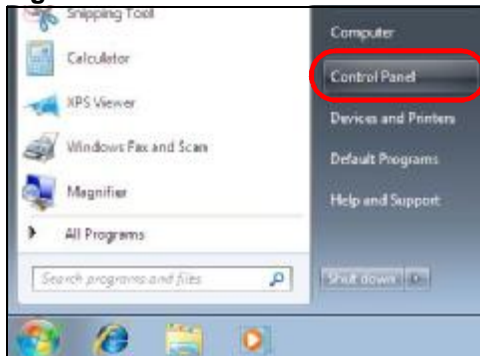 Snipping Tool
Calculator
XPS Viewer
Windows Fax and Scan
Magnifier
All Programs
Search programs and files
Computer
Control Panel
Devices and Printers
Default Programs
Help and Support
Shut down